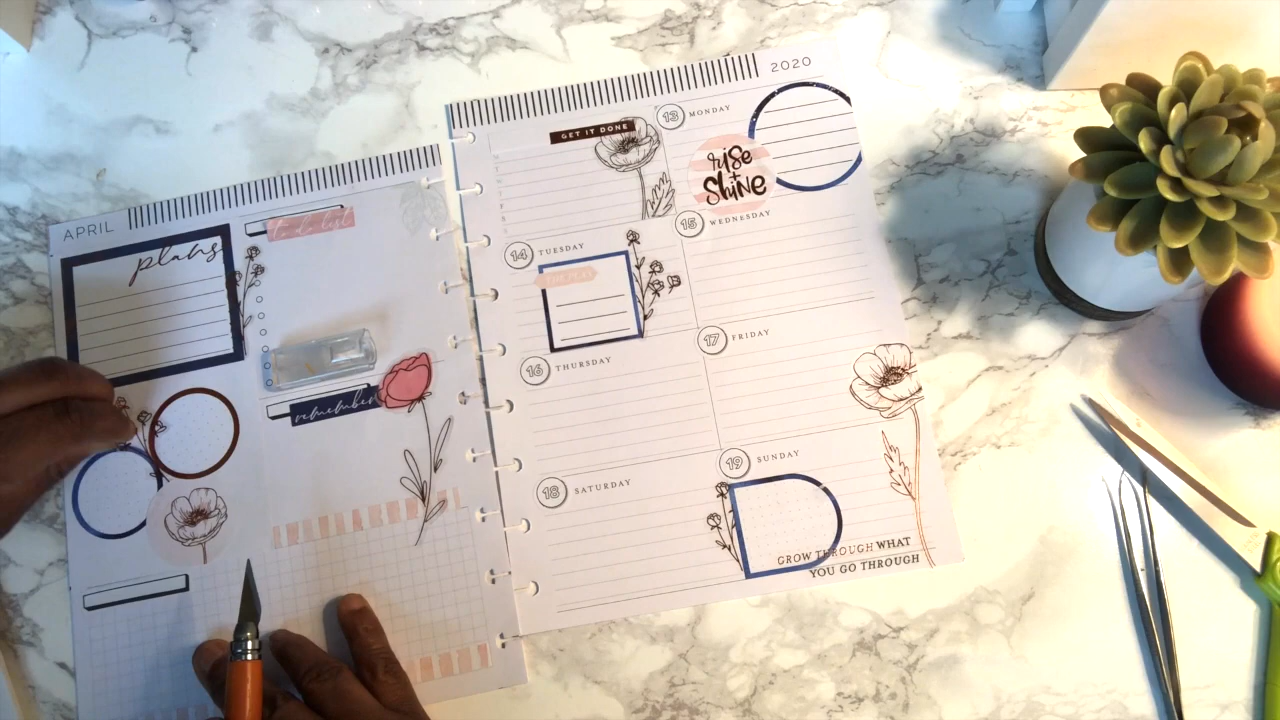 APRIL
plans
to do list
remember
2020
GET IT DONE
13 MONDAY
rise
+
ShiNe
14 TUESDAY
15 WEDNESDAY
16 THURSDAY
17 FRIDAY
18 SATURDAY
19 SUNDAY
GROW THROUGH WHAT
YOU GO THROUGH